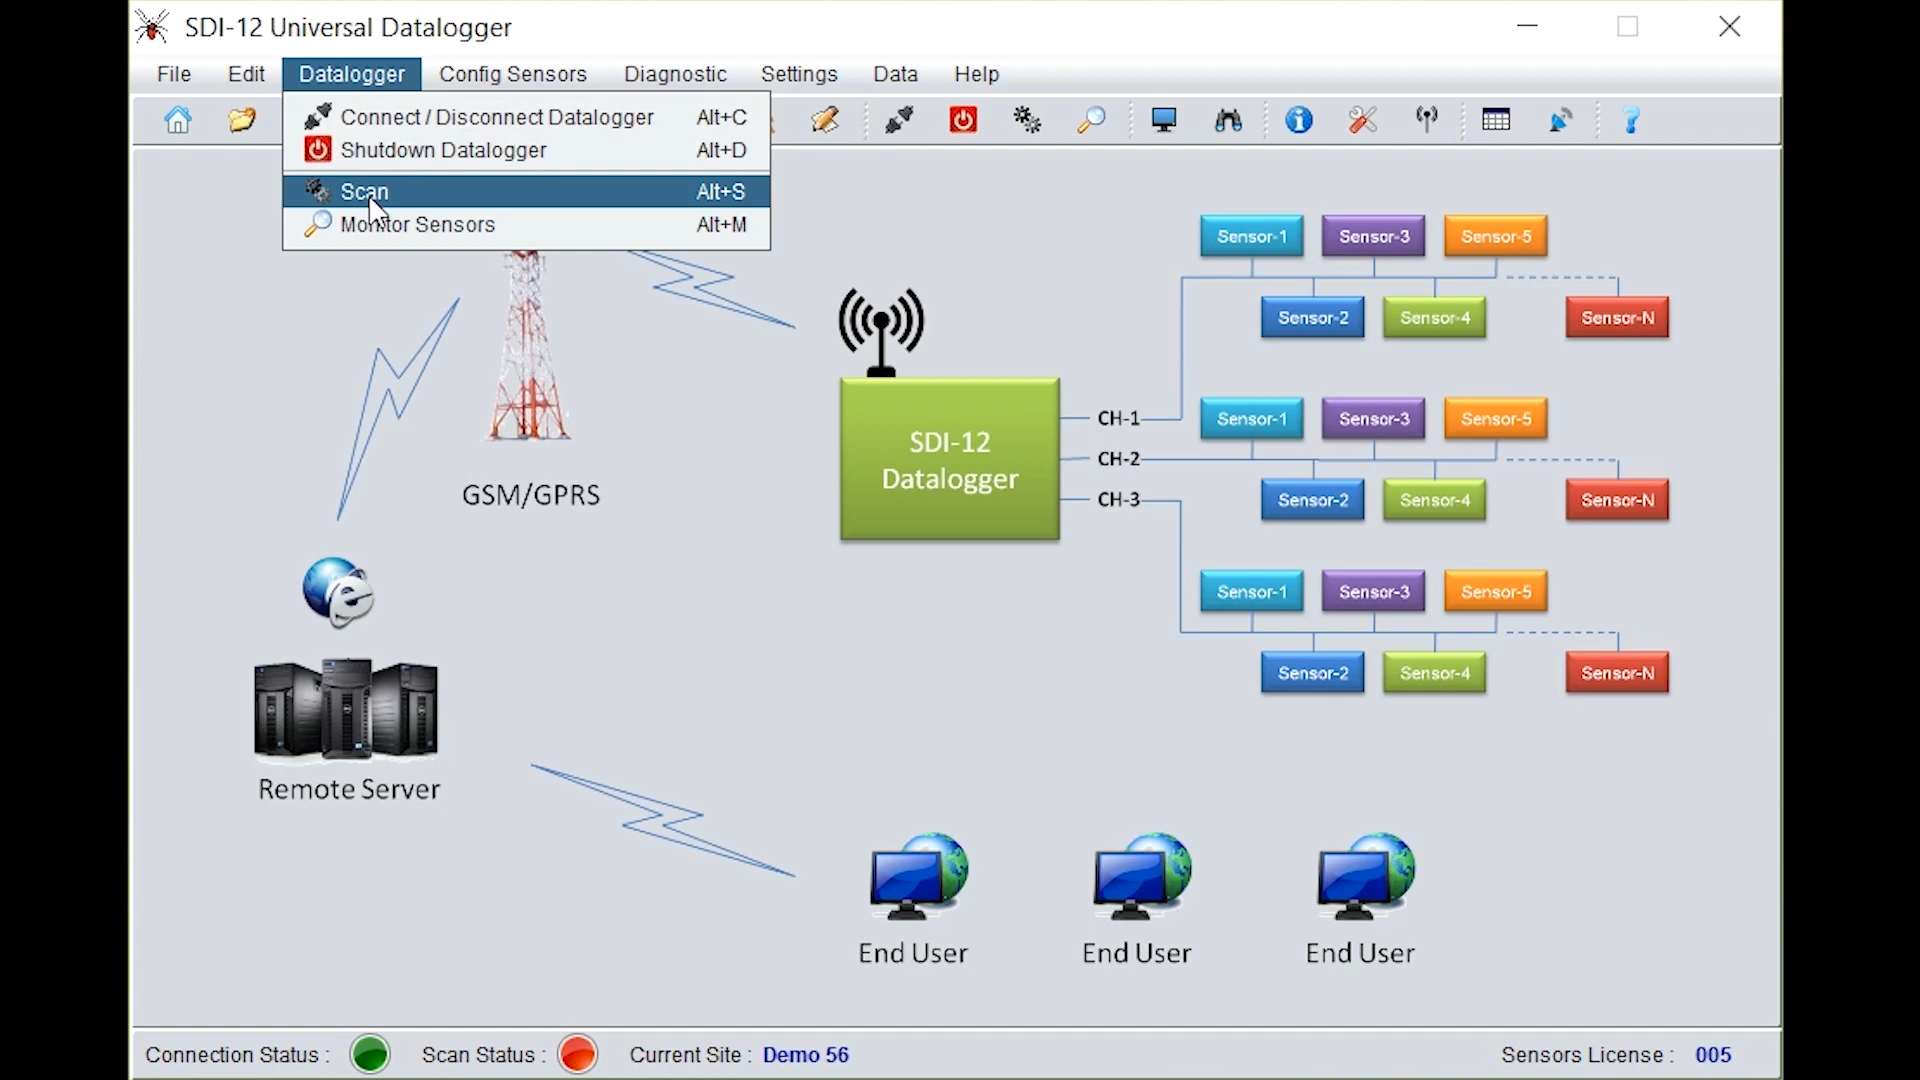 SDI-12 Universal Datalogger
File Edit Datalogger Config Sensors Diagnostic Settings Data Help
Connect / Disconnect Datalogger Alt+C
Shutdown Datalogger Alt+D
Scan Alt+S
Monitor Sensors Alt+M
Sensor-1 Sensor-3 Sensor-5
Sensor-2 Sensor-4 Sensor-N
SDI-12
Datalogger
CH-1
CH-2
CH-3
Sensor-1 Sensor-3 Sensor-5
Sensor-2 Sensor-4 Sensor-N
GSM/GPRS
Sensor-1 Sensor-3 Sensor-5
Sensor-2 Sensor-4 Sensor-N
Remote Server
End User End User End User
Connection Status : Scan Status : Current Site : Demo 56 Sensors License : 005